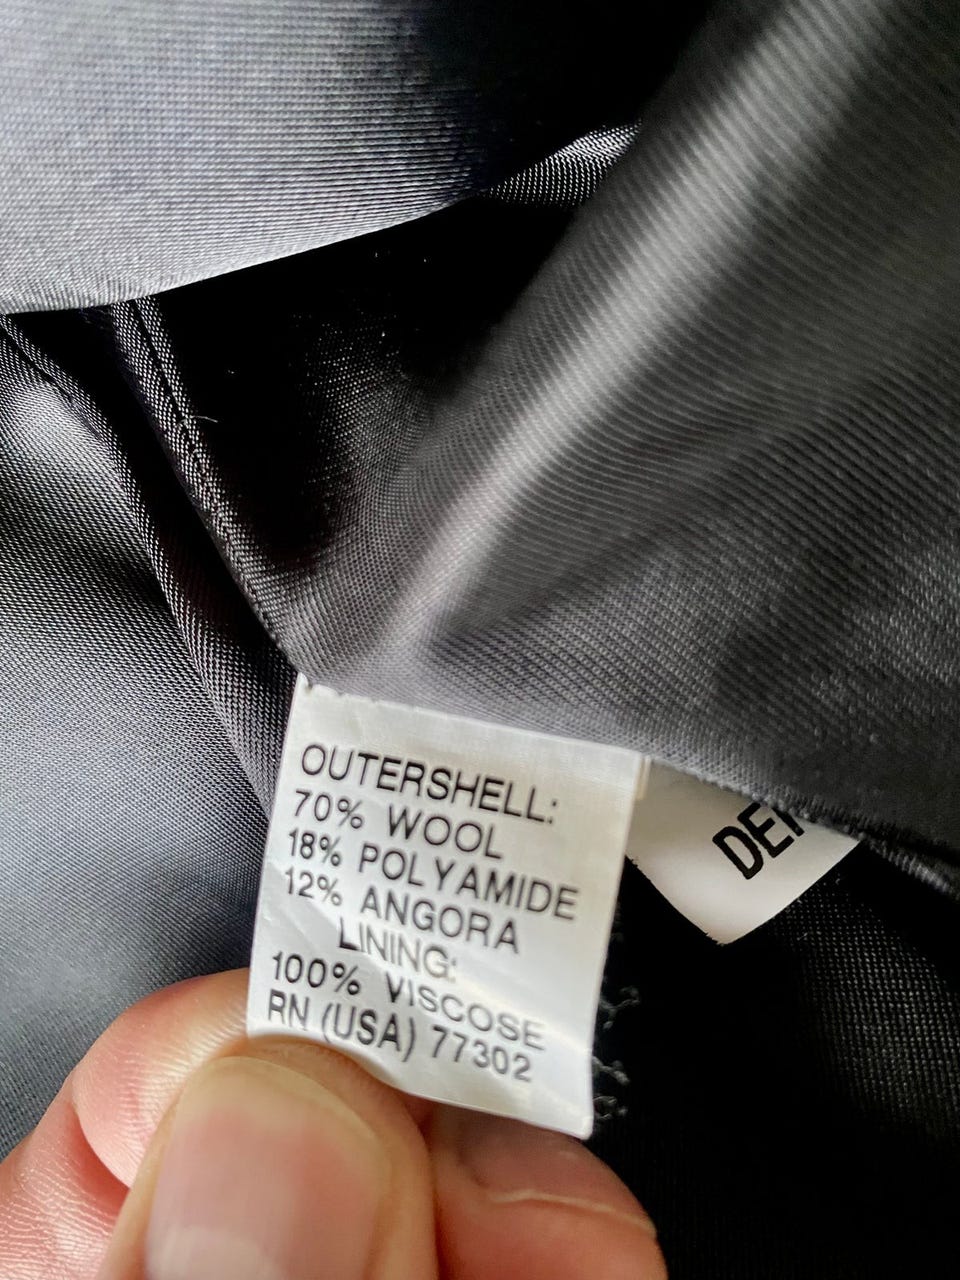 OUTERSHELL:
70% WOOL
18% POLYAMIDE
12% ANGORA
LINING:
100% VISCOSE
RN (USA) 77302